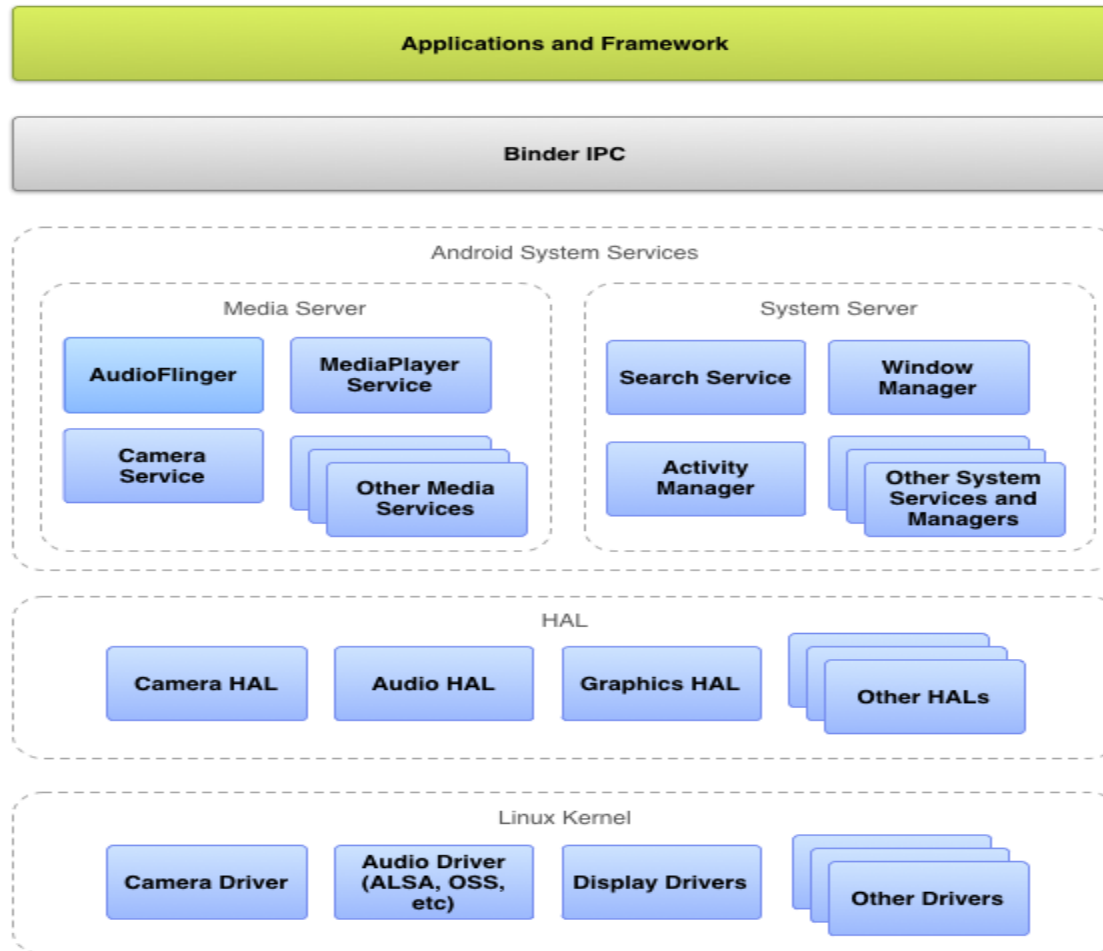 Applications and Framework
Binder IPC
Android System Services
Media Server
AudioFlinger
MediaPlayer
Service
Camera
Service
Other Media
Services
System Server
Search Service
Window
Manager
Activity
Manager
Other System
Services and
Managers
HAL
Camera HAL
Audio HAL
Graphics HAL
Other HALs
Linux Kernel
Camera Driver
Audio Driver
(ALSA, OSS,
etc)
Display Drivers
Other Drivers